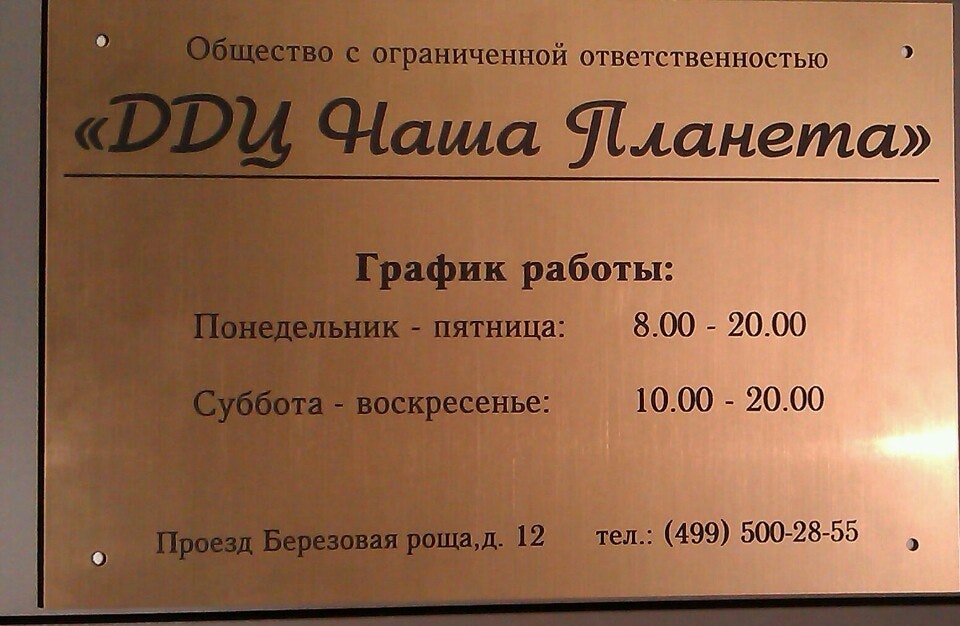 Общество с ограниченной ответственностью
«ДДЦ Наша Планета»
График работы:
Понедельник - пятница: 8.00 - 20.00
Суббота - воскресенье: 10.00 - 20.00
Проезд Березовая роща,д. 12 тел.: (499) 500-28-55